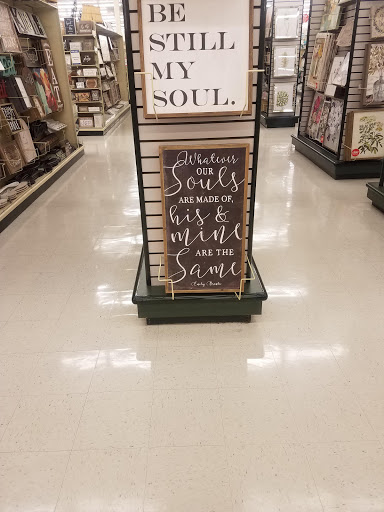 BE
STILL
MY
SOUL.
Whatever
OUR
Souls
ARE MADE OF,
his &
mine
ARE THE
Same